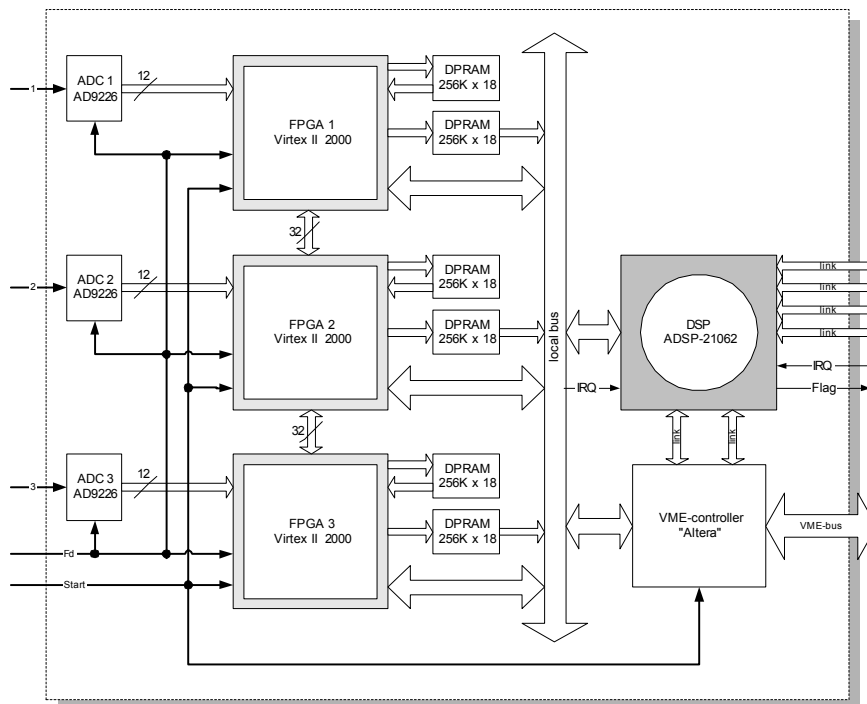 1
ADC 1
AD9226
12
FPGA 1
Virtex II 2000
DPRAM
256K x 18
DPRAM
256K x 18
32
2
ADC 2
AD9226
12
FPGA 2
Virtex II 2000
DPRAM
256K x 18
DPRAM
256K x 18
32
3
ADC 3
AD9226
12
FPGA 3
Virtex II 2000
DPRAM
256K x 18
DPRAM
256K x 18
Fd
Start
local bus
IRQ
DSP
ADSP-21062
link
link
link
link
IRQ
Flag
link
link
VME-controller
"Altera"
VME-bus